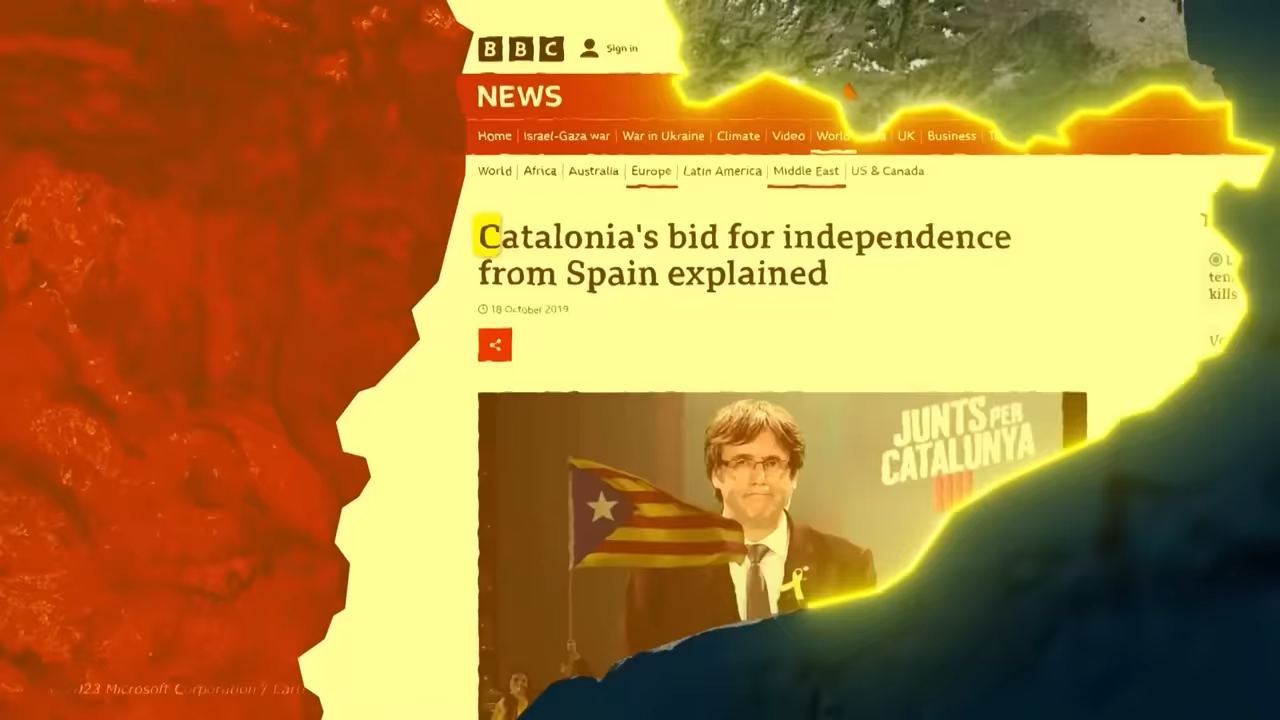 BBC Sign in
NEWS
Home Israel-Gaza war War in Ukraine Climate Video World UK Business
World Africa Australia Europe Latin America Middle East US & Canada
Catalonia's bid for independence
from Spain explained
18 October 2019
kills
JUNTS PER
CATALUNYA
Microsoft Corporation